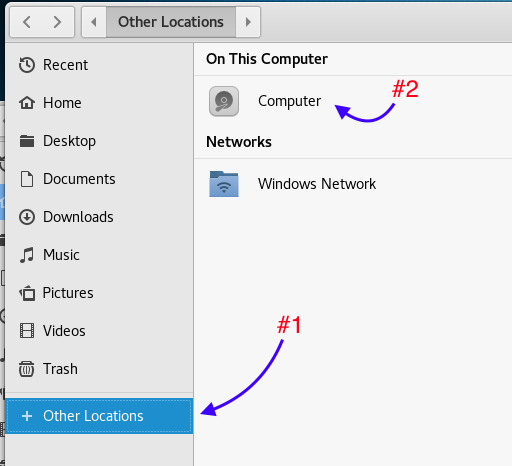 Other Locations
Recent
Home
Desktop
Documents
Downloads
Music
Pictures
Videos
Trash
+ Other Locations
On This Computer
#2
Computer
Networks
Windows Network
#1